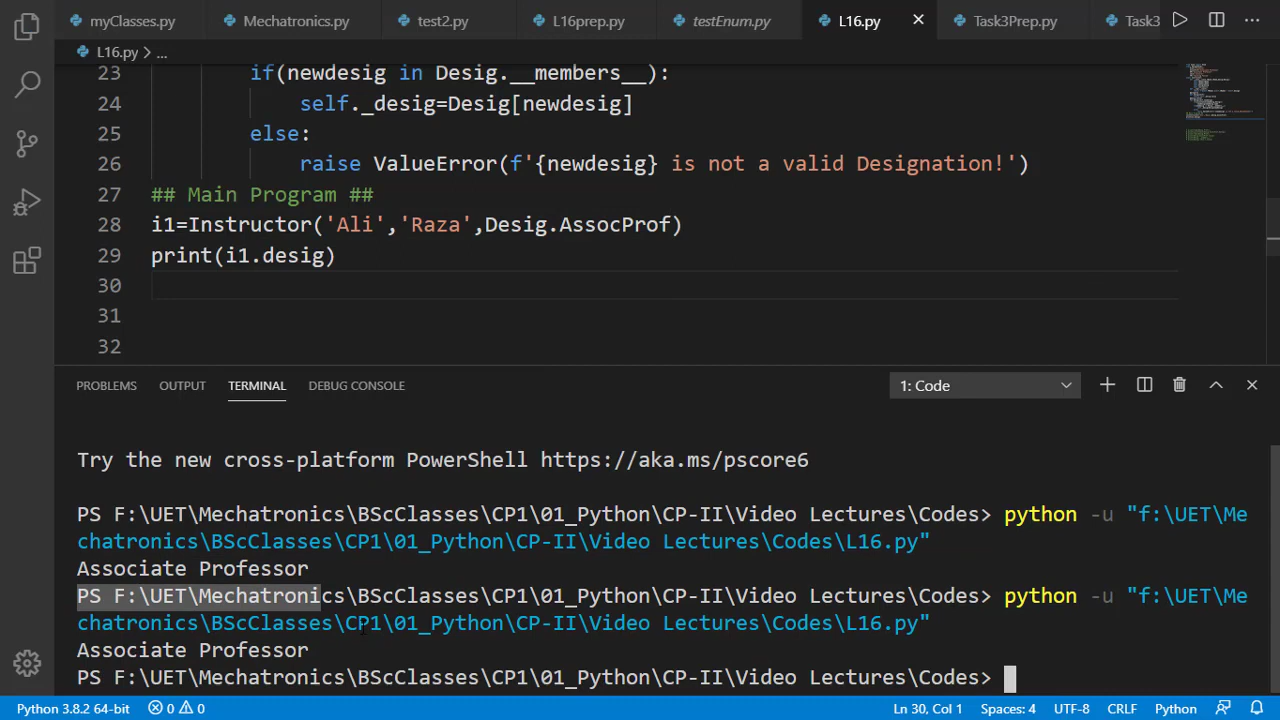 myClasses.py Mechatronics.py test2.py L16prep.py testEnum.py L16.py Task3Prep.py Task3
L16.py > ...
23 if(newdesig in Desig.__members__):
24 self._desig=Desig[newdesig]
25 else:
26 raise ValueError(f'{newdesig} is not a valid Designation!')
27 ## Main Program ##
28 i1=Instructor('Ali','Raza',Desig.AssocProf)
29 print(i1.desig)
30
31
32
PROBLEMS OUTPUT TERMINAL DEBUG CONSOLE 1: Code
Try the new cross-platform PowerShell https://aka.ms/pscore6
PS F:\UET\Mechatronics\BScClasses\CP1\01_Python\CP-II\Video Lectures\Codes> python -u "f:\UET\Me
chatronics\BScClasses\CP1\01_Python\CP-II\Video Lectures\Codes\L16.py"
Associate Professor
PS F:\UET\Mechatronics\BScClasses\CP1\01_Python\CP-II\Video Lectures\Codes> python -u "f:\UET\Me
chatronics\BScClasses\CP1\01_Python\CP-II\Video Lectures\Codes\L16.py"
Associate Professor
PS F:\UET\Mechatronics\BScClasses\CP1\01_Python\CP-II\Video Lectures\Codes>
Python 3.8.2 64-bit 0 0 Ln 30, Col 1 Spaces: 4 UTF-8 CRLF Python